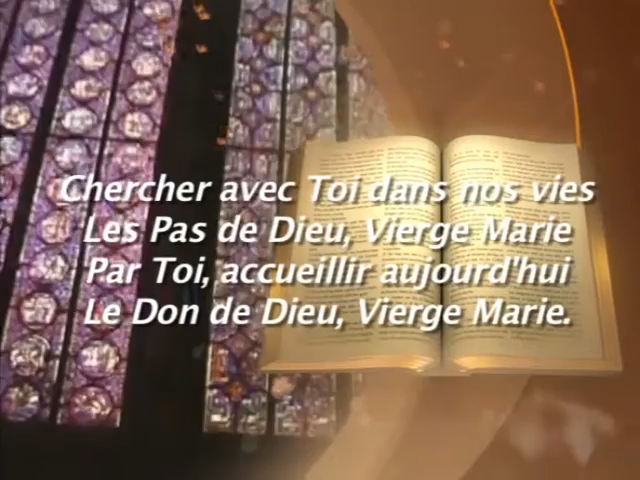 Chercher avec Toi dans nos vies
Les Pas de Dieu, Vierge Marie
Par Toi, accueillir aujourd'hui
Le Don de Dieu, Vierge Marie.